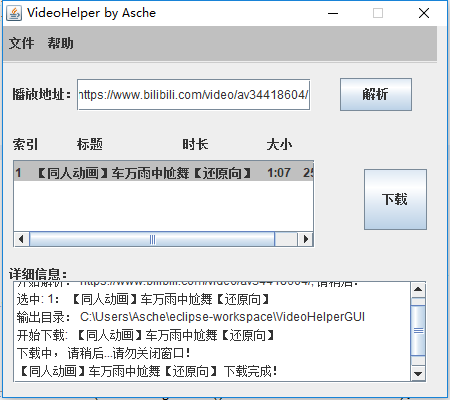 VideoHelper by Asche
文件 帮助
播放地址： https://www.bilibili.com/video/av34418604/ 解析
索引 标题 时长 大小
1 【同人动画】车万雨中尬舞【还原向】 1:07 25
下载
详细信息：
开始解析： https://www.bilibili.com/video/av34418604/, 请稍后！
选中: 1： 【同人动画】车万雨中尬舞【还原向】
输出目录： C:\Users\Asche\eclipse-workspace\VideoHelperGUI
开始下载: 【同人动画】车万雨中尬舞【还原向】
下载中，请稍后...请勿关闭窗口！
【同人动画】车万雨中尬舞【还原向】 下载完成！